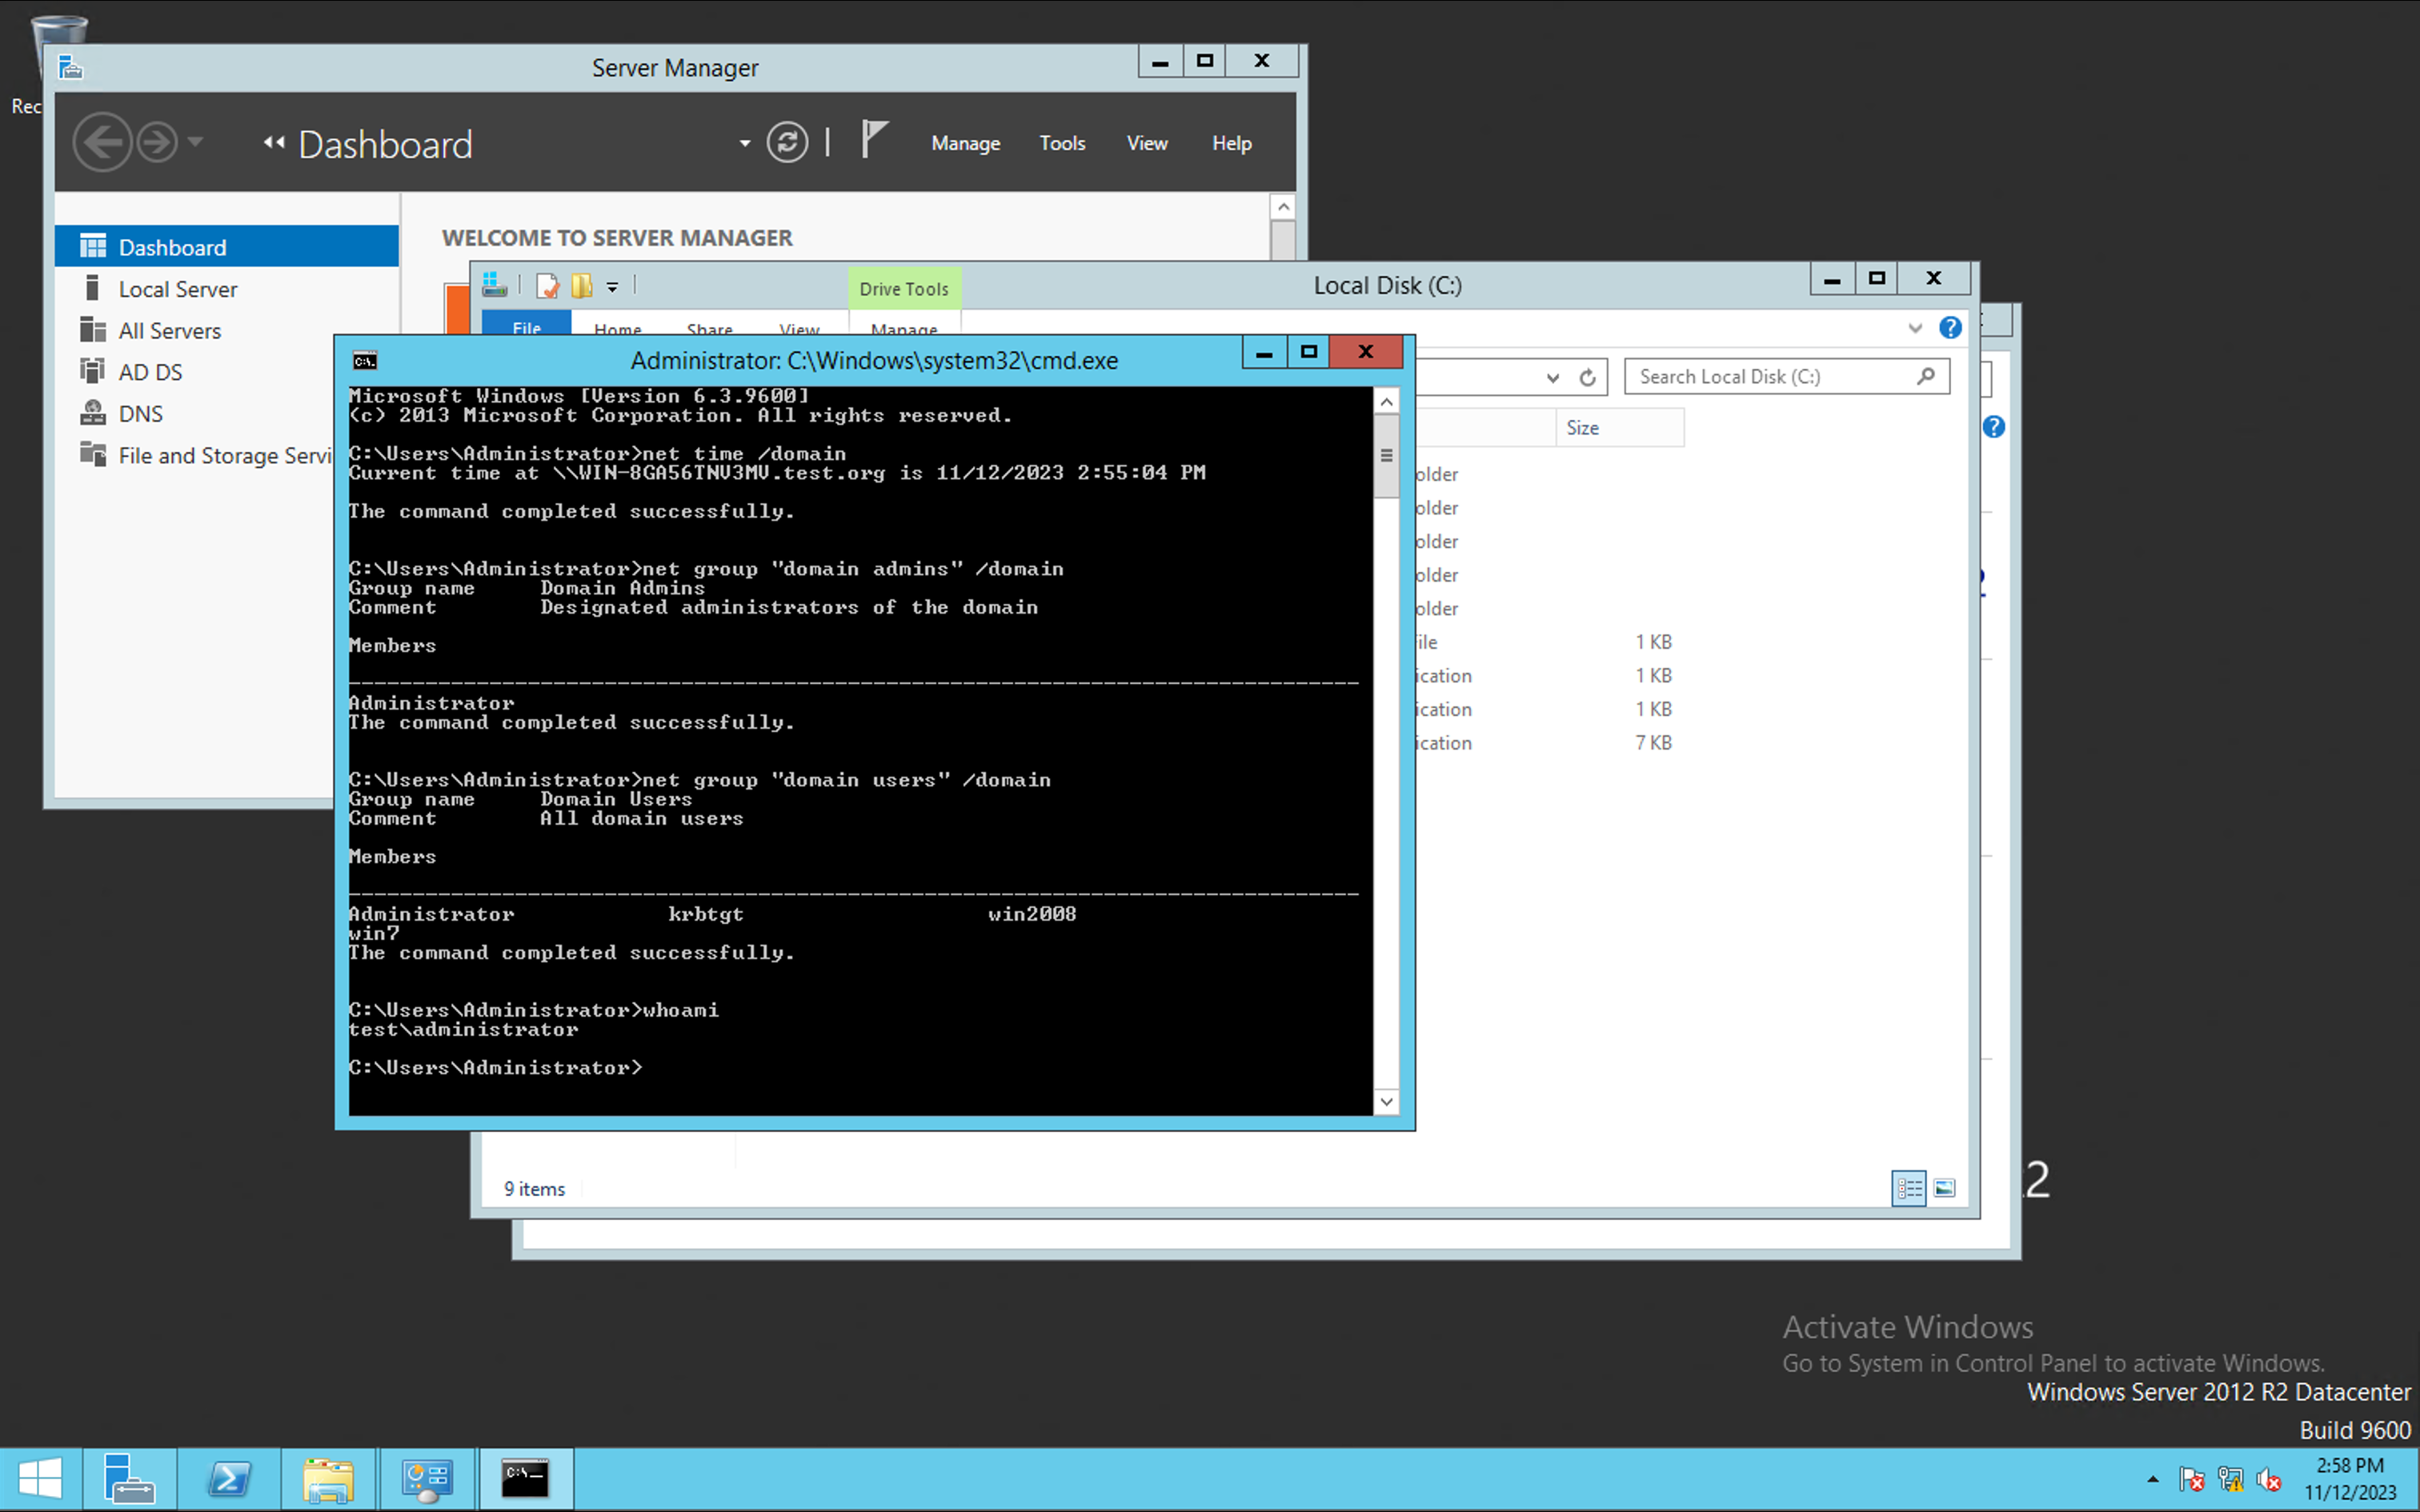 Rec
Server Manager
Dashboard
Manage Tools View Help
Dashboard
Local Server
All Servers
AD DS
DNS
File and Storage Servi
WELCOME TO SERVER MANAGER
Drive Tools
Local Disk (C:)
File Home Share View Manage
Search Local Disk (C:)
Size
older
older
older
older
older
ile 1 KB
ication 1 KB
ication 1 KB
ication 7 KB
9 items
Administrator: C:\Windows\system32\cmd.exe
Microsoft Windows [Version 6.3.9600]
(c) 2013 Microsoft Corporation. All rights reserved.
C:\Users\Administrator>net time /domain
Current time at \\WIN-8GA56TNV3MV.test.org is 11/12/2023 2:55:04 PM
The command completed successfully.
C:\Users\Administrator>net group "domain admins" /domain
Group name     Domain Admins
Comment        Designated administrators of the domain
Members
-------------------------------------------------------------------------------
Administrator
The command completed successfully.
C:\Users\Administrator>net group "domain users" /domain
Group name     Domain Users
Comment        All domain users
Members
-------------------------------------------------------------------------------
Administrator            krbtgt                   win2008
win7
The command completed successfully.
C:\Users\Administrator>whoami
test\administrator
C:\Users\Administrator>
2
Activate Windows
Go to System in Control Panel to activate Windows.
Windows Server 2012 R2 Datacenter
Build 9600
2:58 PM
11/12/2023